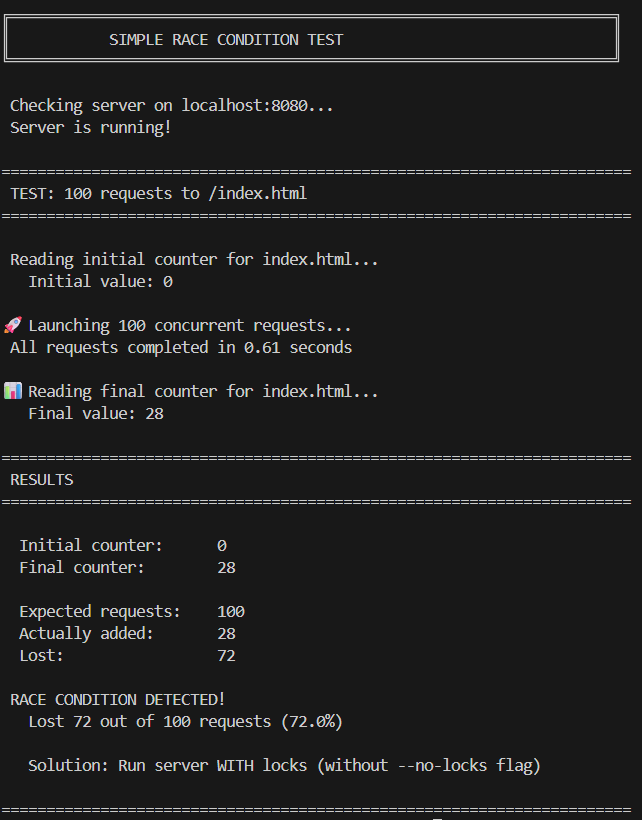 SIMPLE RACE CONDITION TEST
Checking server on localhost:8080...
Server is running!
======================================================================
TEST: 100 requests to /index.html
======================================================================
Reading initial counter for index.html...
Initial value: 0
🚀 Launching 100 concurrent requests...
All requests completed in 0.61 seconds
📊 Reading final counter for index.html...
Final value: 28
======================================================================
RESULTS
======================================================================
Initial counter: 0
Final counter: 28
Expected requests: 100
Actually added: 28
Lost: 72
RACE CONDITION DETECTED!
Lost 72 out of 100 requests (72.0%)
Solution: Run server WITH locks (without --no-locks flag)
======================================================================